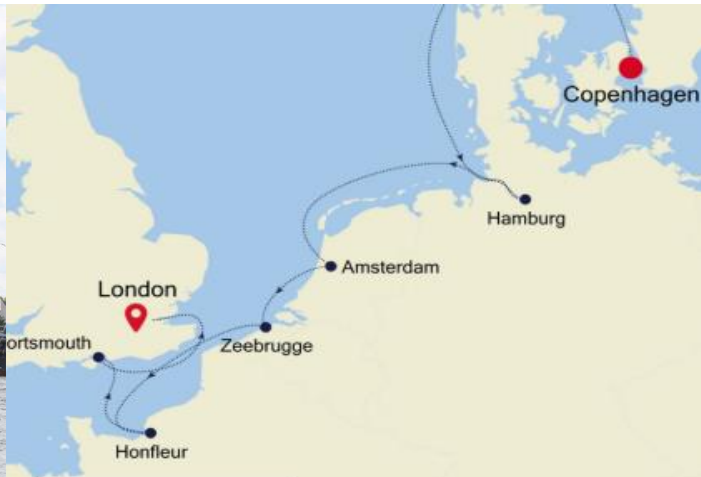 Copenhagen
Hamburg
Amsterdam
London
ortsmouth
Zeebrugge
Honfleur